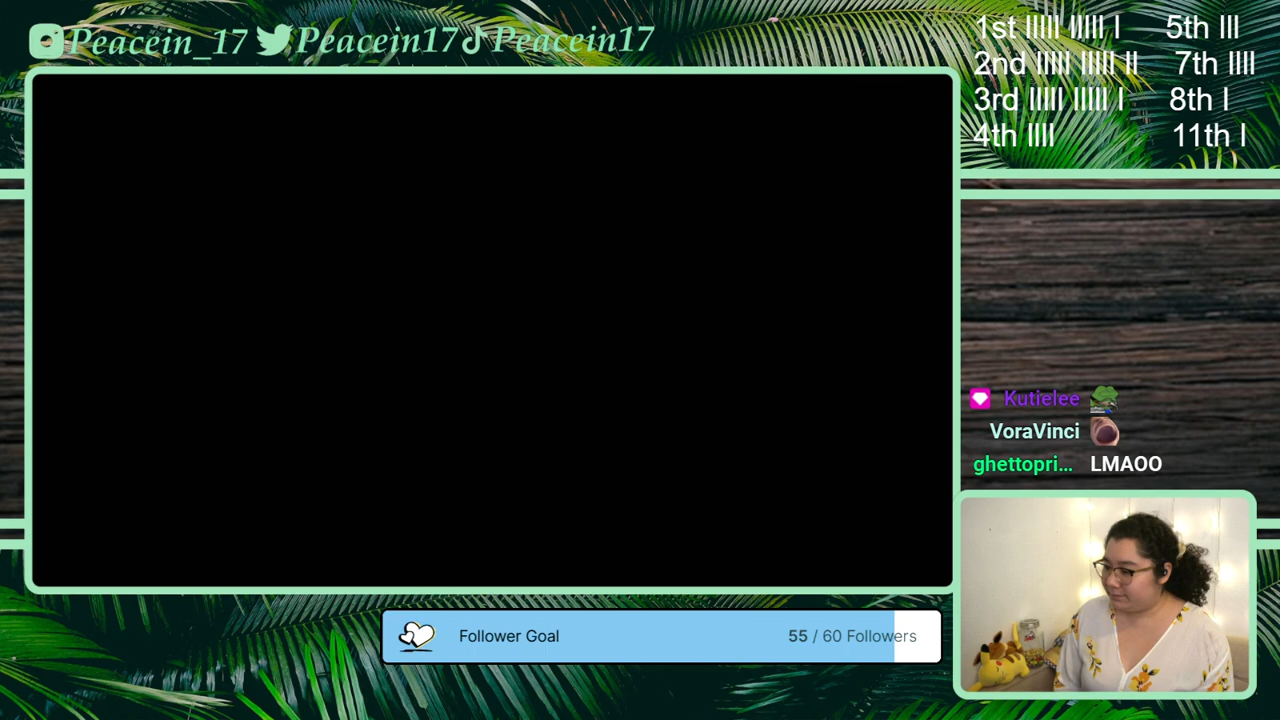 Peacein_17 Peacein17 Peacein17
1st IIIII IIIII I 5th III
2nd IIIII IIIII II 7th IIII
3rd IIIII IIIII I 8th I
4th IIII 11th I
Kutielee
VoraVinci
ghettopri... LMAOO
Follower Goal 55 / 60 Followers